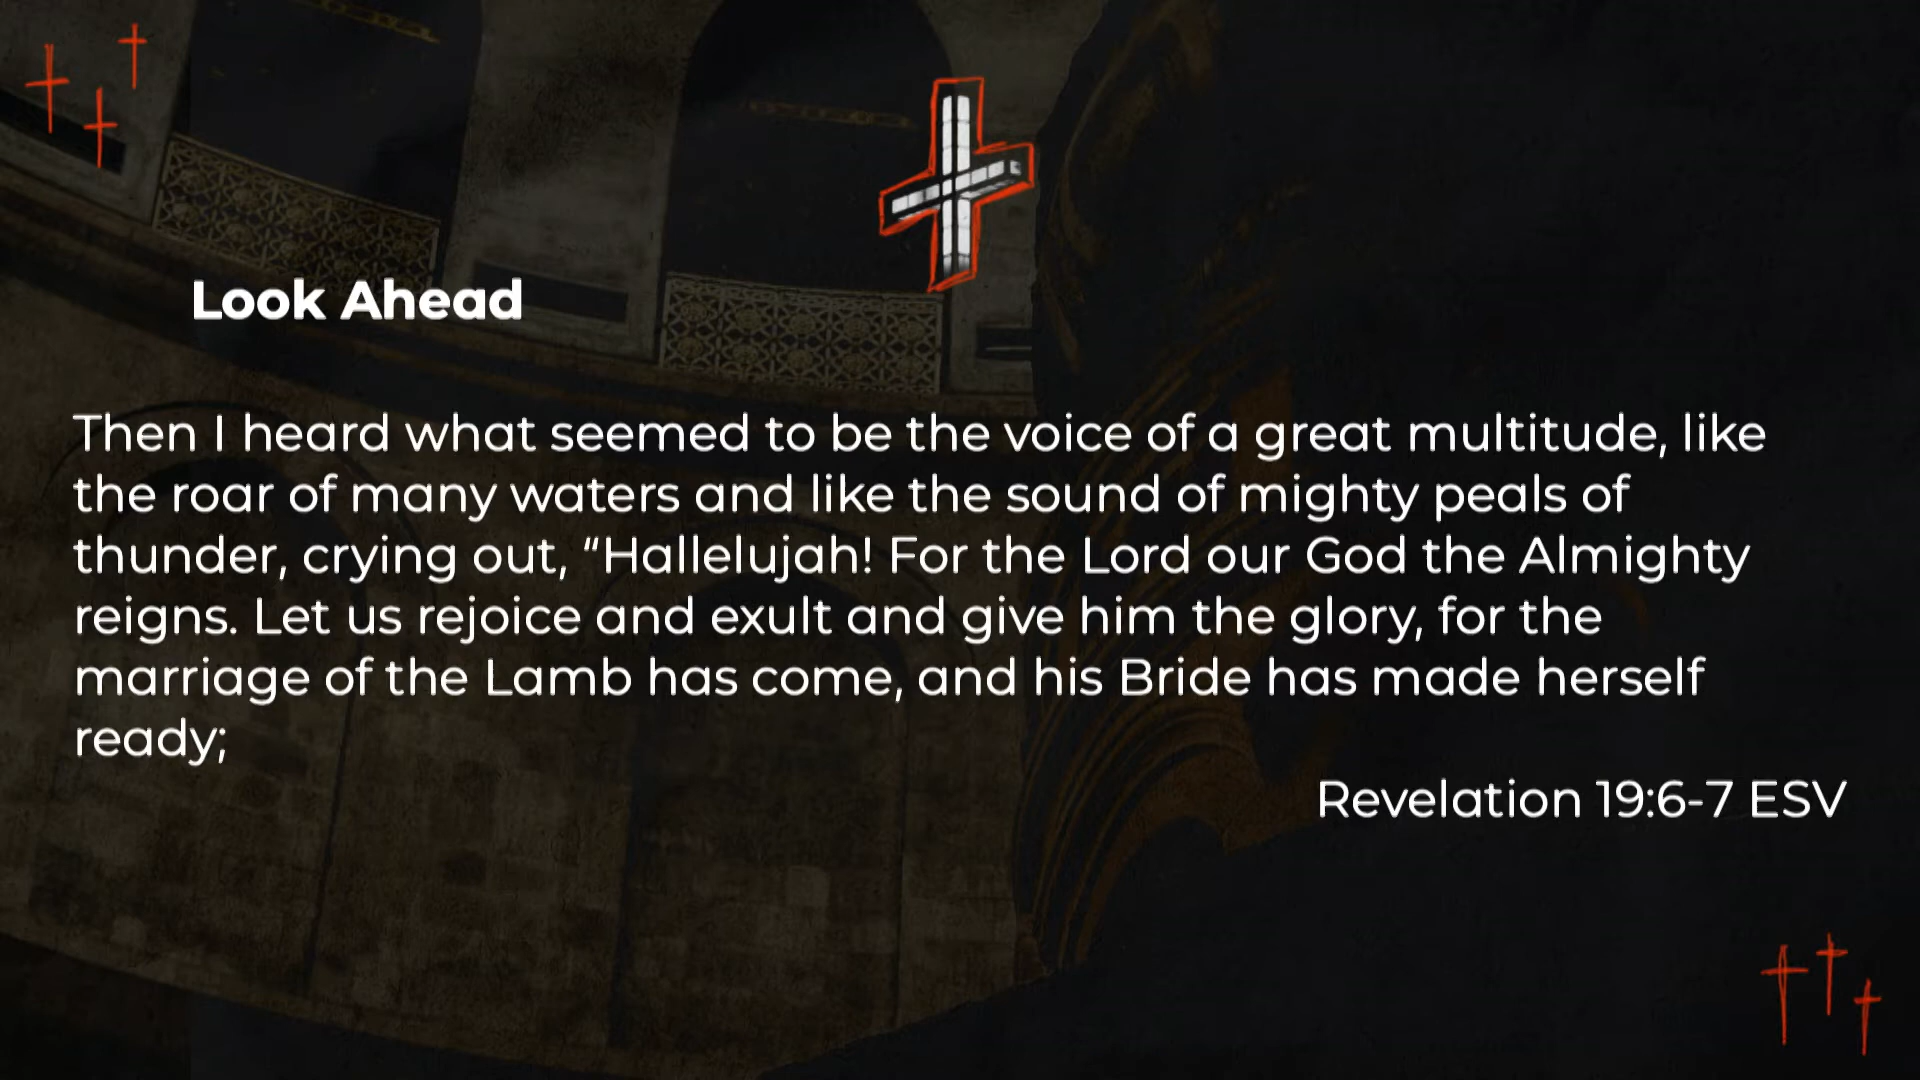 Look Ahead
Then I heard what seemed to be the voice of a great multitude, like
the roar of many waters and like the sound of mighty peals of
thunder, crying out, “Hallelujah! For the Lord our God the Almighty
reigns. Let us rejoice and exult and give him the glory, for the
marriage of the Lamb has come, and his Bride has made herself
ready;
Revelation 19:6-7 ESV